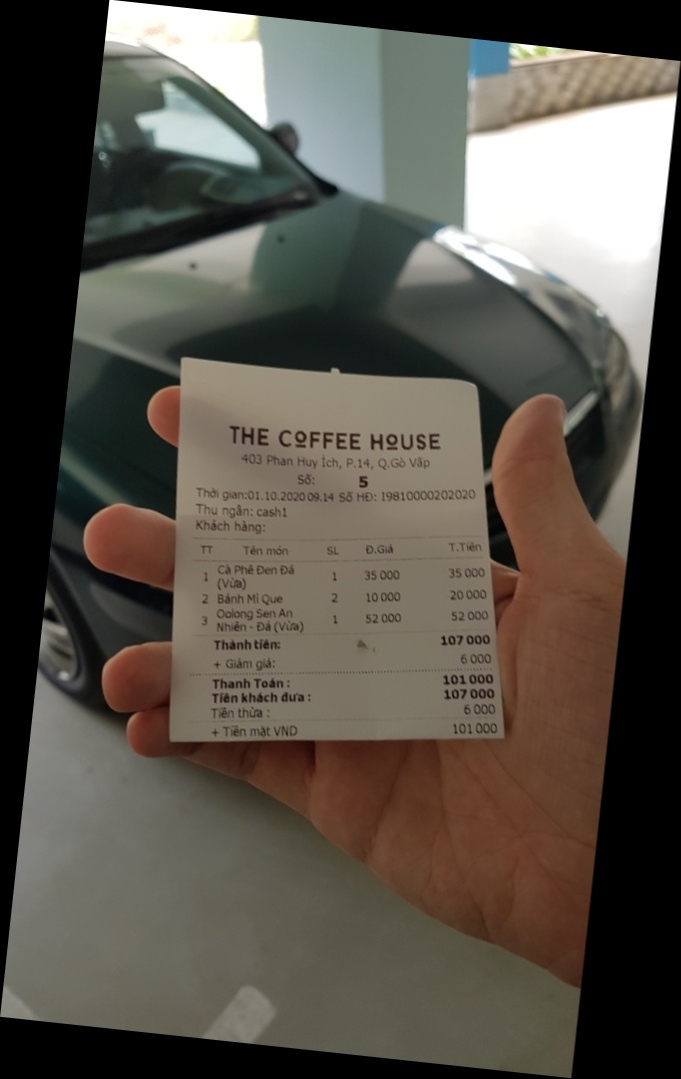 THE COFFEE HOUSE
403 Phan Huy Ích, P.14, Q.Gò Vấp
Số: 5
Thời gian:01.10.2020 09.14 Số HĐ: 19810000202020
Thu ngân: cash1
Khách hàng:
TT Tên món SL Đ.Giá T.Tiền
1 Cà Phê Đen Đá (Vừa) 1 35 000 35 000
2 Bánh Mì Que 2 10 000 20 000
3 Oolong Sen An Nhiên - Đá (Vừa) 1 52 000 52 000
Thành tiền: 107 000
+ Giảm giá: 6 000
Thanh Toán : 101 000
Tiền khách đưa : 107 000
Tiền thừa : 6 000
+ Tiền mặt VND 101 000